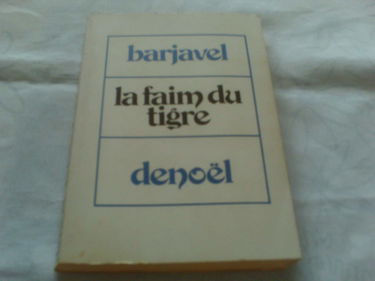 barjavel
la faim du
tigre
denoël